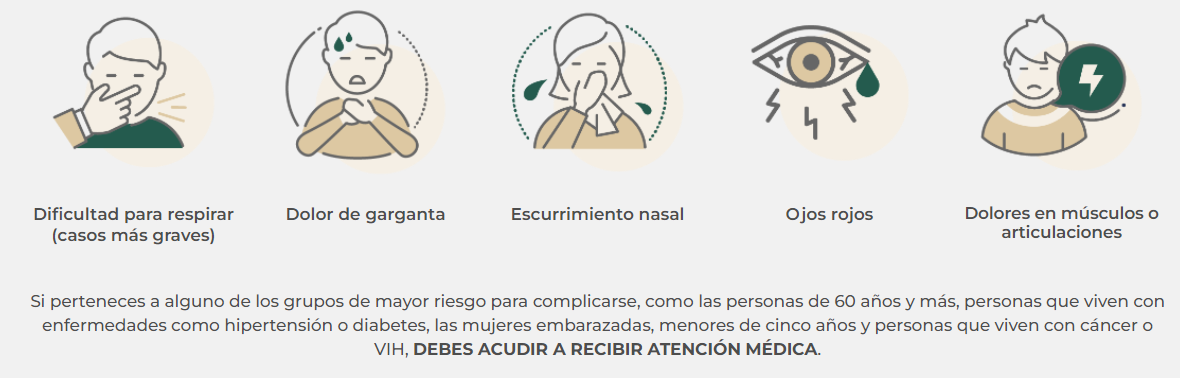 Dificultad para respirar
(casos más graves)
Dolor de garganta
Escurrimiento nasal
Ojos rojos
Dolores en músculos o
articulaciones
Si perteneces a alguno de los grupos de mayor riesgo para complicarse, como las personas de 60 años y más, personas que viven con
enfermedades como hipertensión o diabetes, las mujeres embarazadas, menores de cinco años y personas que viven con cáncer o
VIH, DEBES ACUDIR A RECIBIR ATENCIÓN MÉDICA.